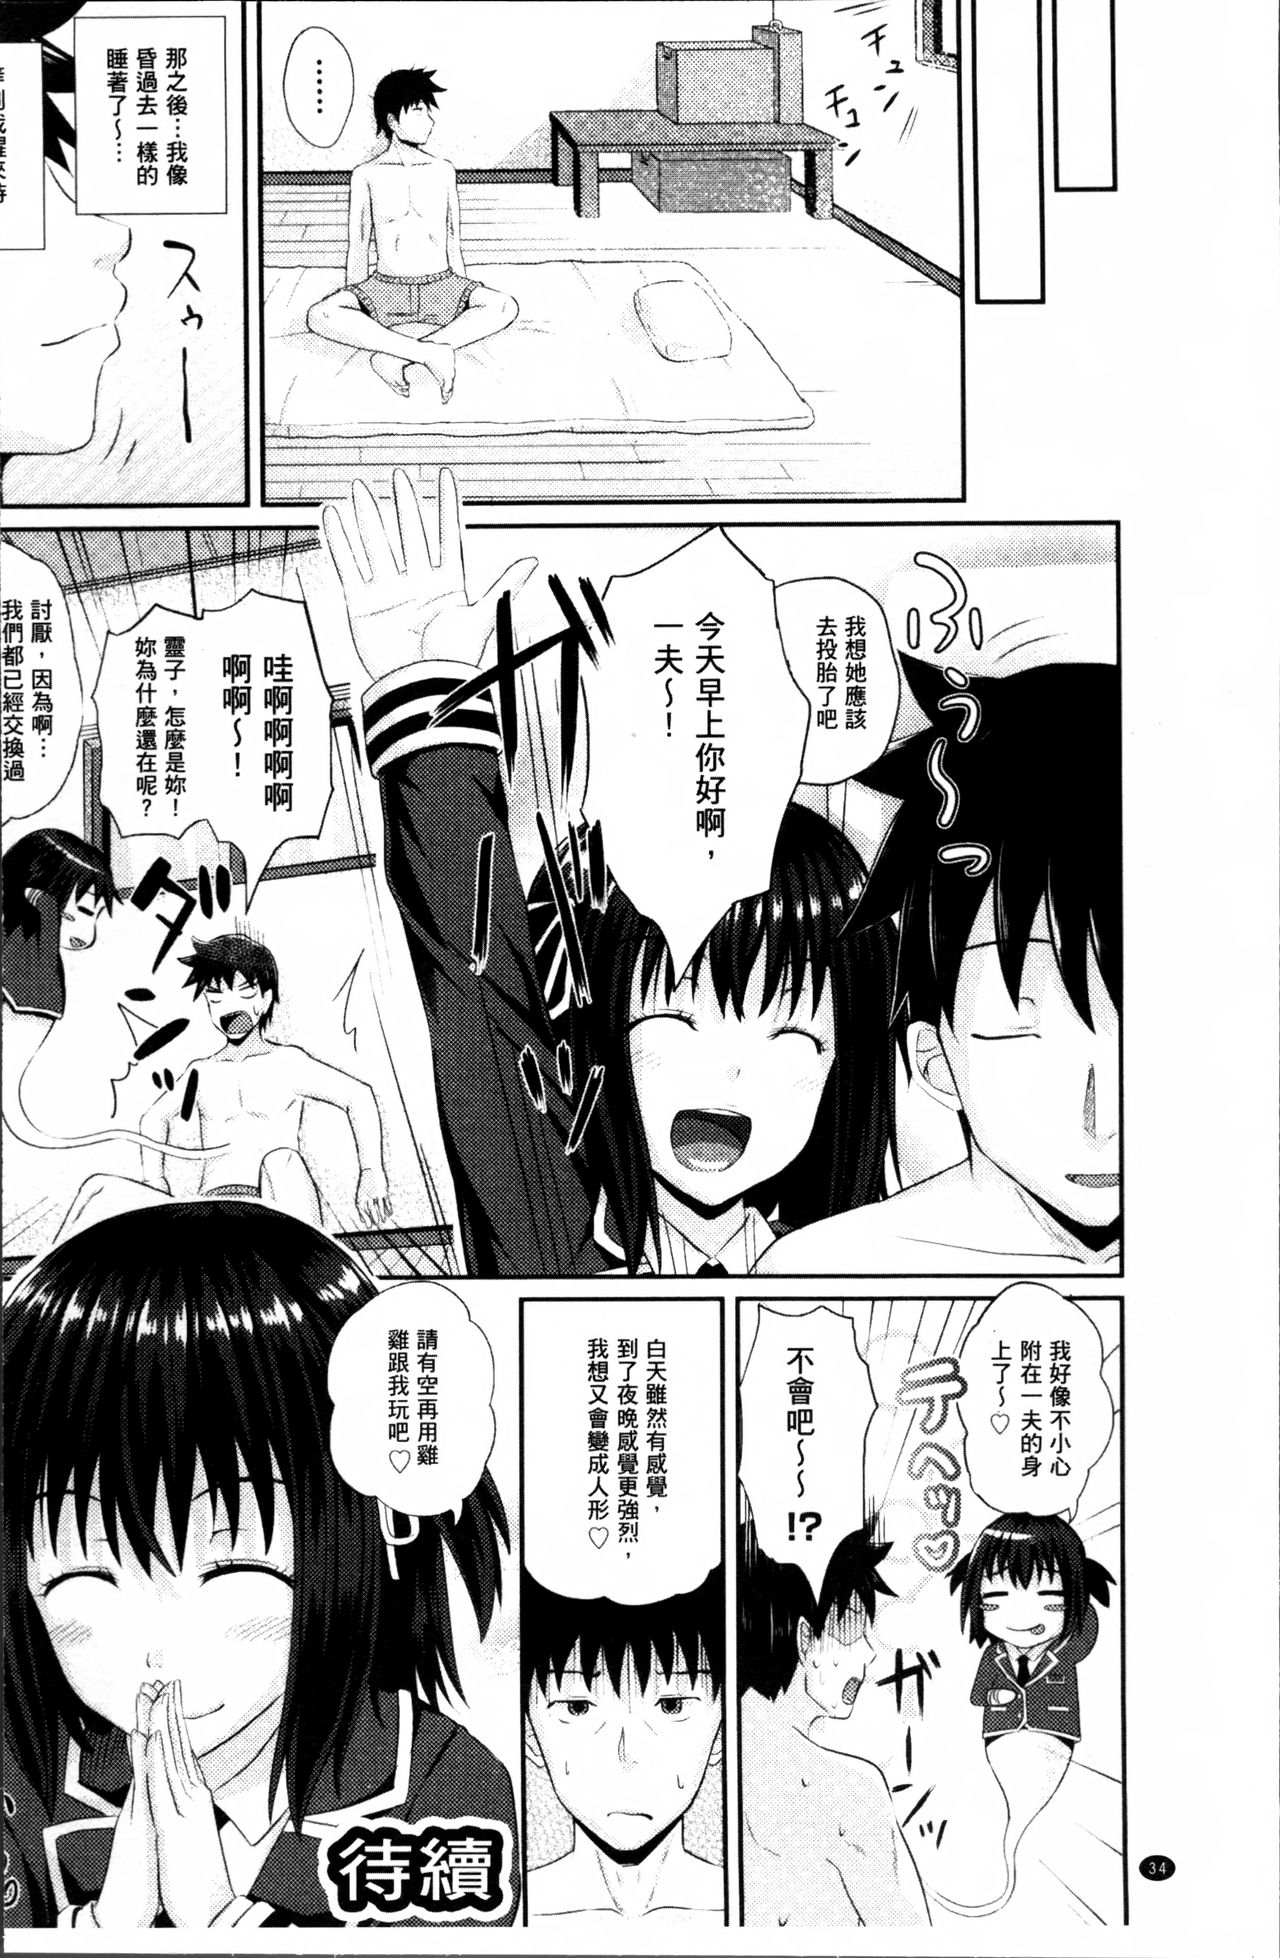 チュン
チュン
……
那之後…我像
昏過去一樣的
睡著了～…
スゥー
ふぅ…
我想她應該
去投胎了吧
今天早上你好啊，
一夫～！
哇啊啊啊啊
啊啊～！
靈子，怎麼是妳！
妳為什麼還在呢？
ダダッ
討厭，因為啊…
我們都已經交換過
我好像不小心
附在一夫的身
上了～♡
テヘッ♡
不會吧～～!?
ガーン
白天雖然有感覺，
到了夜晚感覺更強烈，
我想又會變成人形♡
請有空再用雞
雞跟我玩吧♡
待續
34